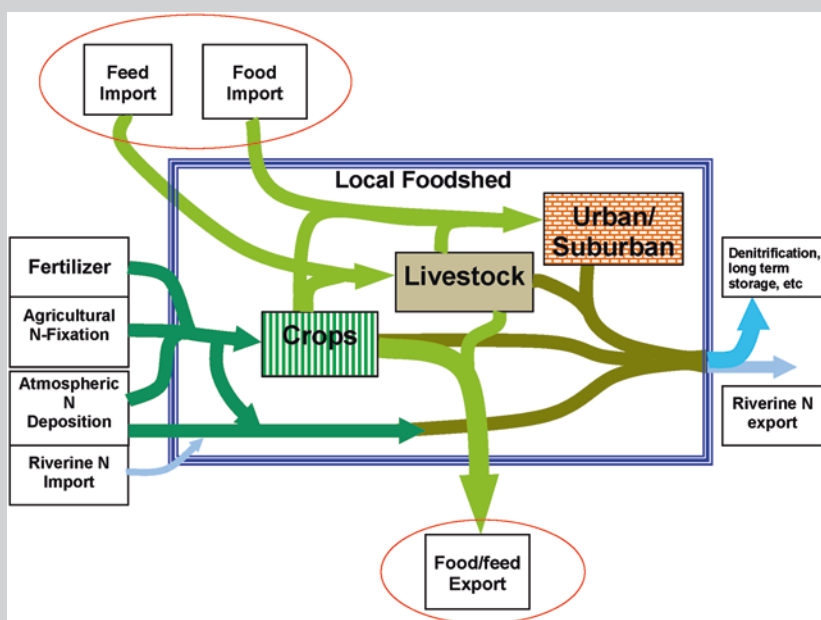 Feed
Import
Food
Import
Local Foodshed
Urban/
Suburban
Livestock
Crops
Fertilizer
Agricultural
N-Fixation
Atmospheric
N
Deposition
Riverine N
Import
Denitrification,
long term
storage, etc
Riverine N
export
Food/feed
Export